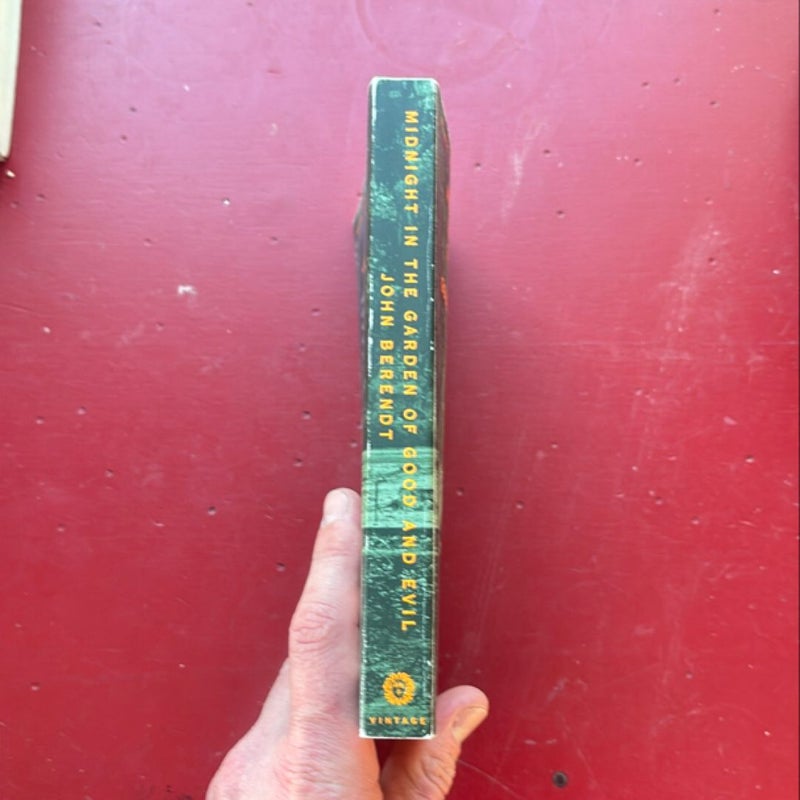 MIDNIGHT IN THE GARDEN OF GOOD AND EVIL
JOHN BERENDT
VINTAGE